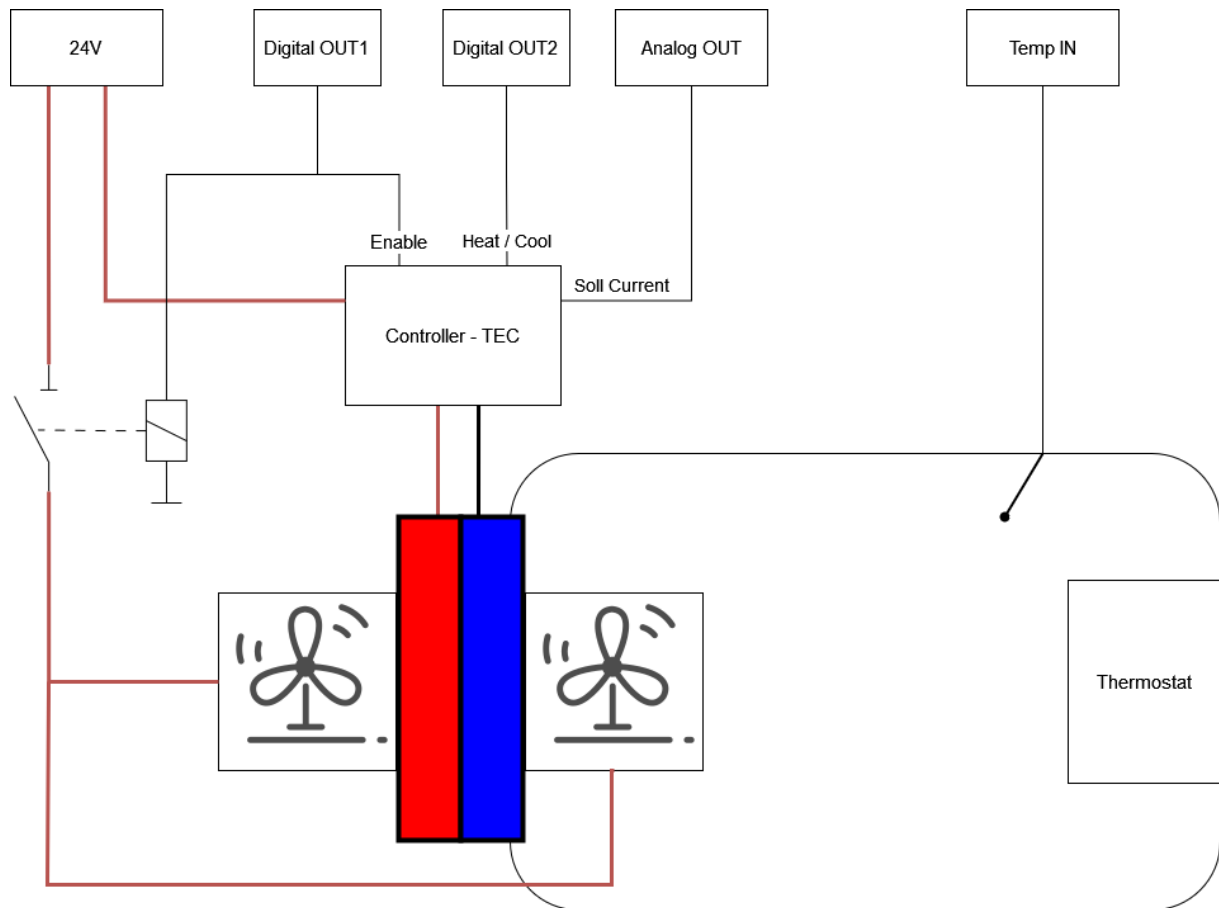 24V
Digital OUT1
Digital OUT2
Analog OUT
Temp IN
Enable
Heat / Cool
Soll Current
Controller - TEC
Thermostat